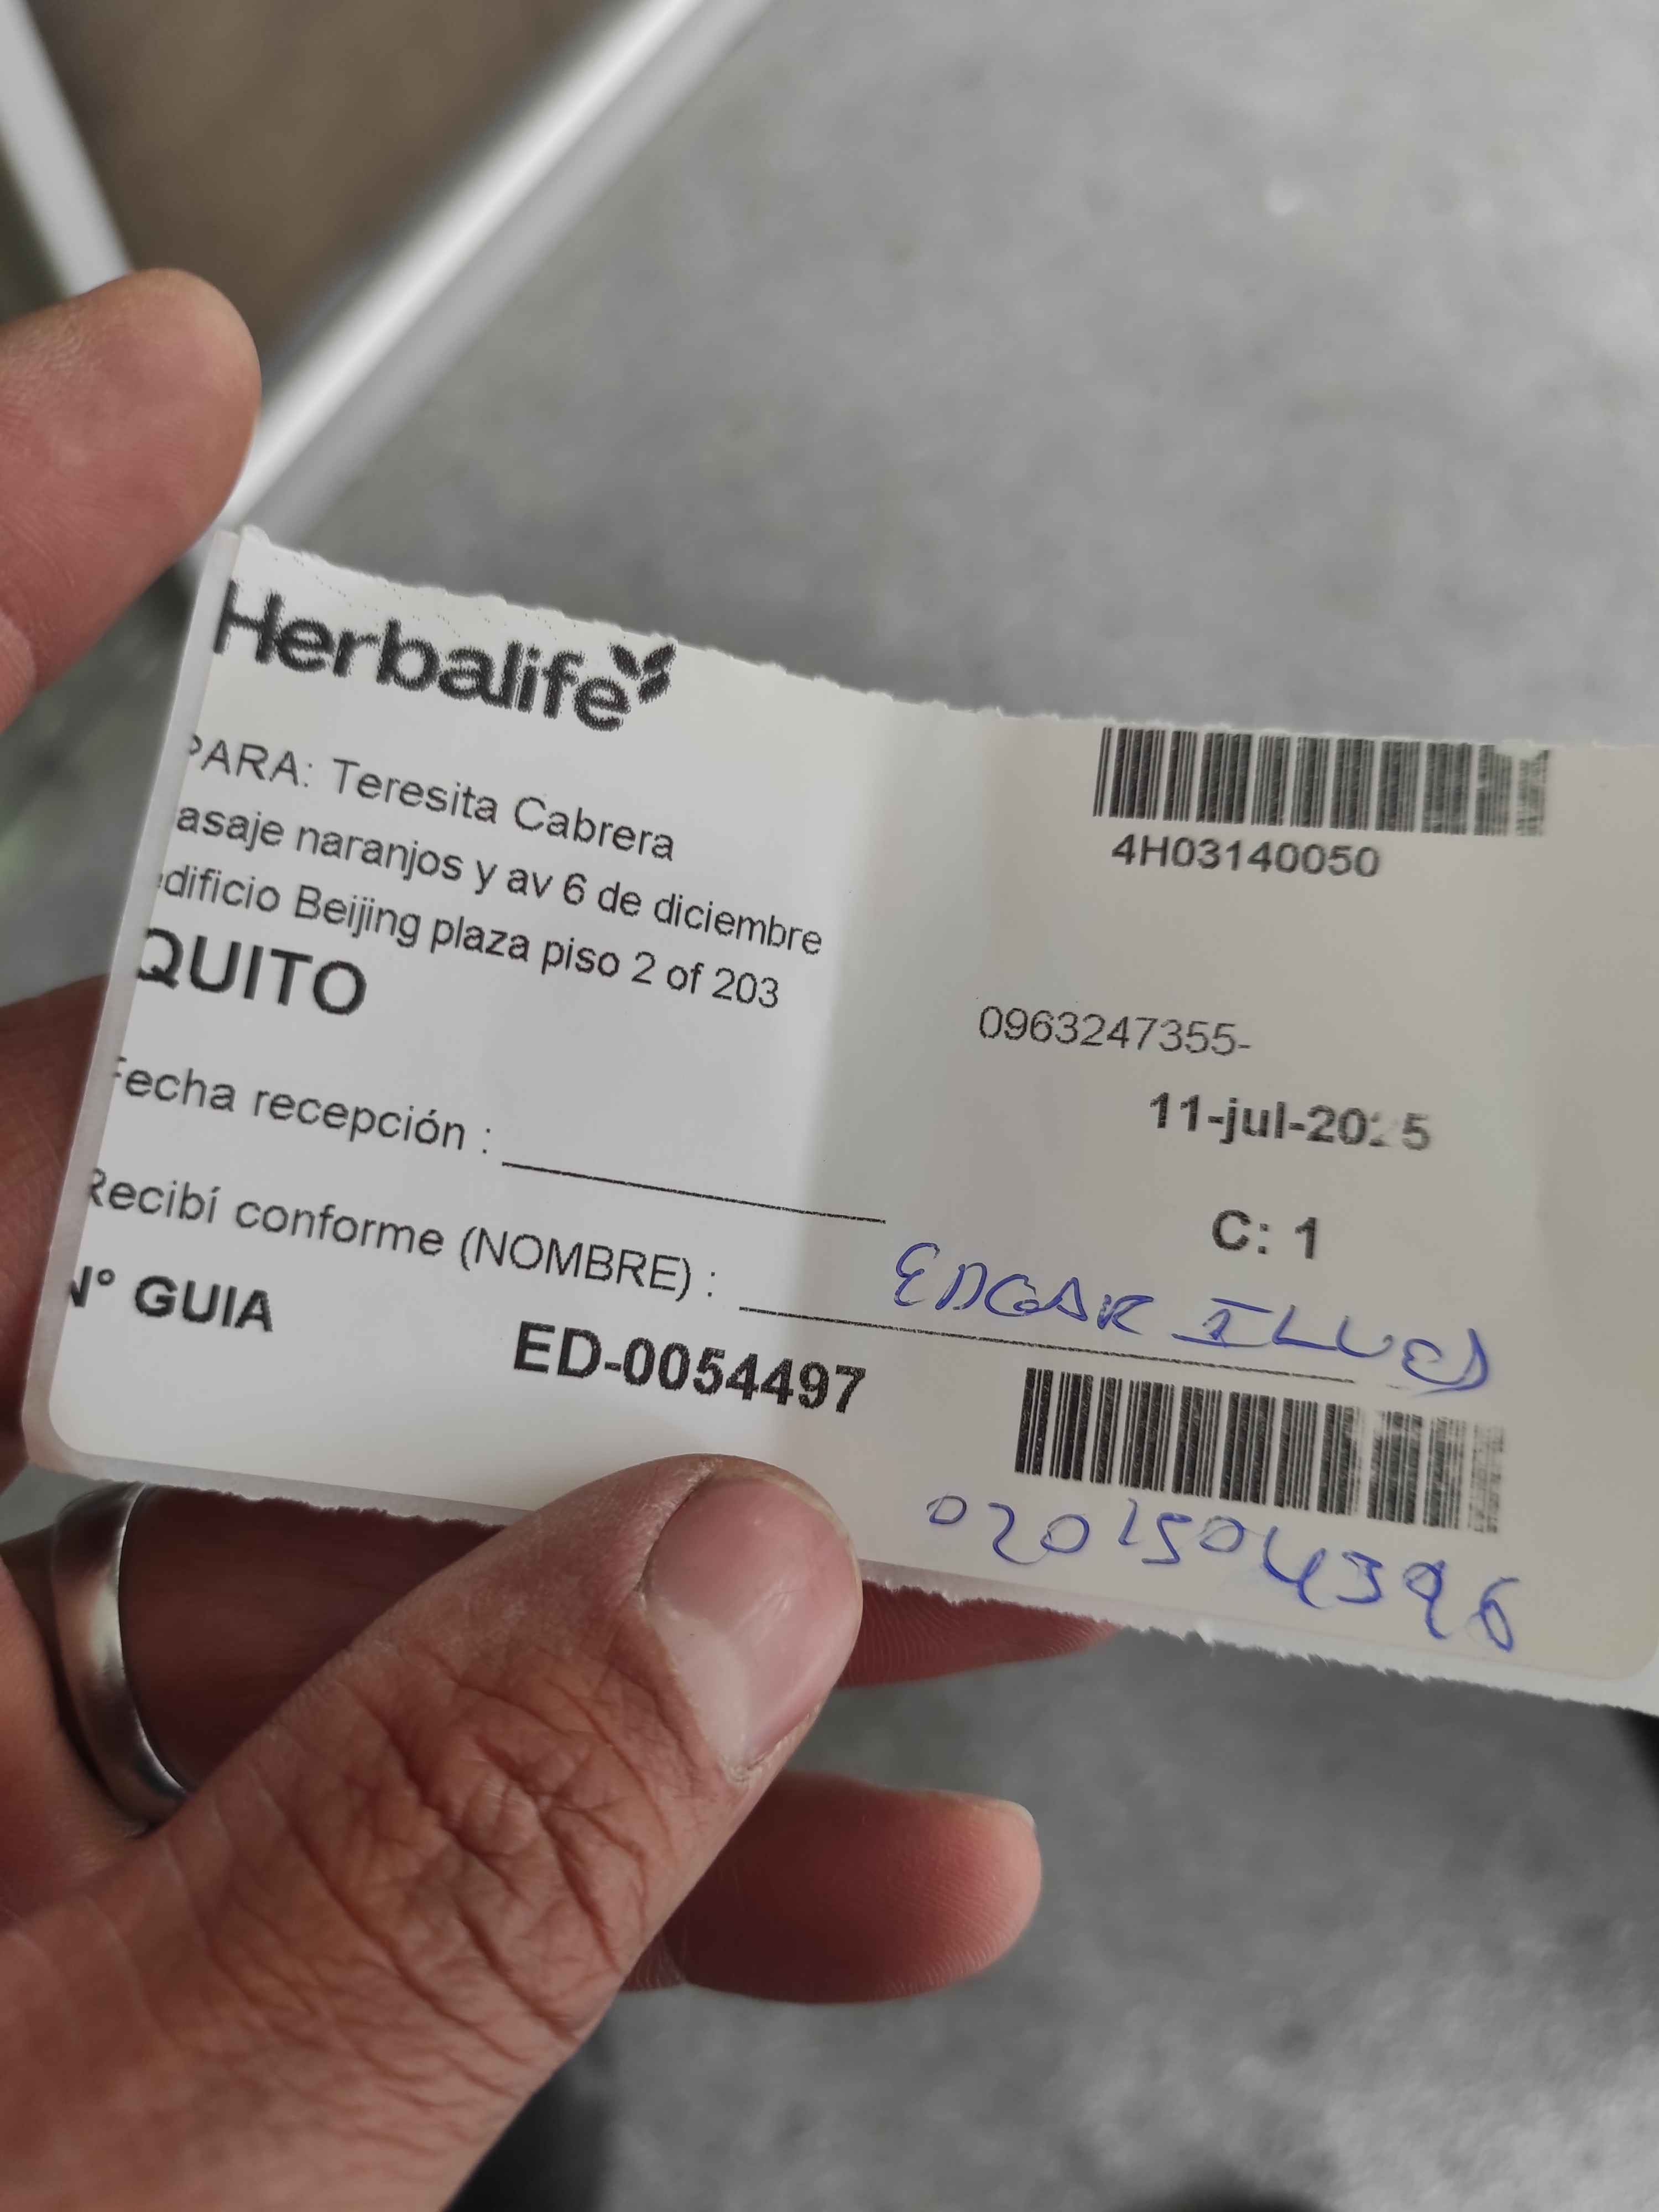 Herbalife
PARA: Teresita Cabrera
asaje naranjos y av 6 de diciembre
edificio Beijing plaza piso 2 of 203
QUITO
4H03140050
0963247355-
11-jul-2025
C: 1
Fecha recepción :
Recibí conforme (NOMBRE) : EDGAR
N° GUIA ED-0054497
0201504396